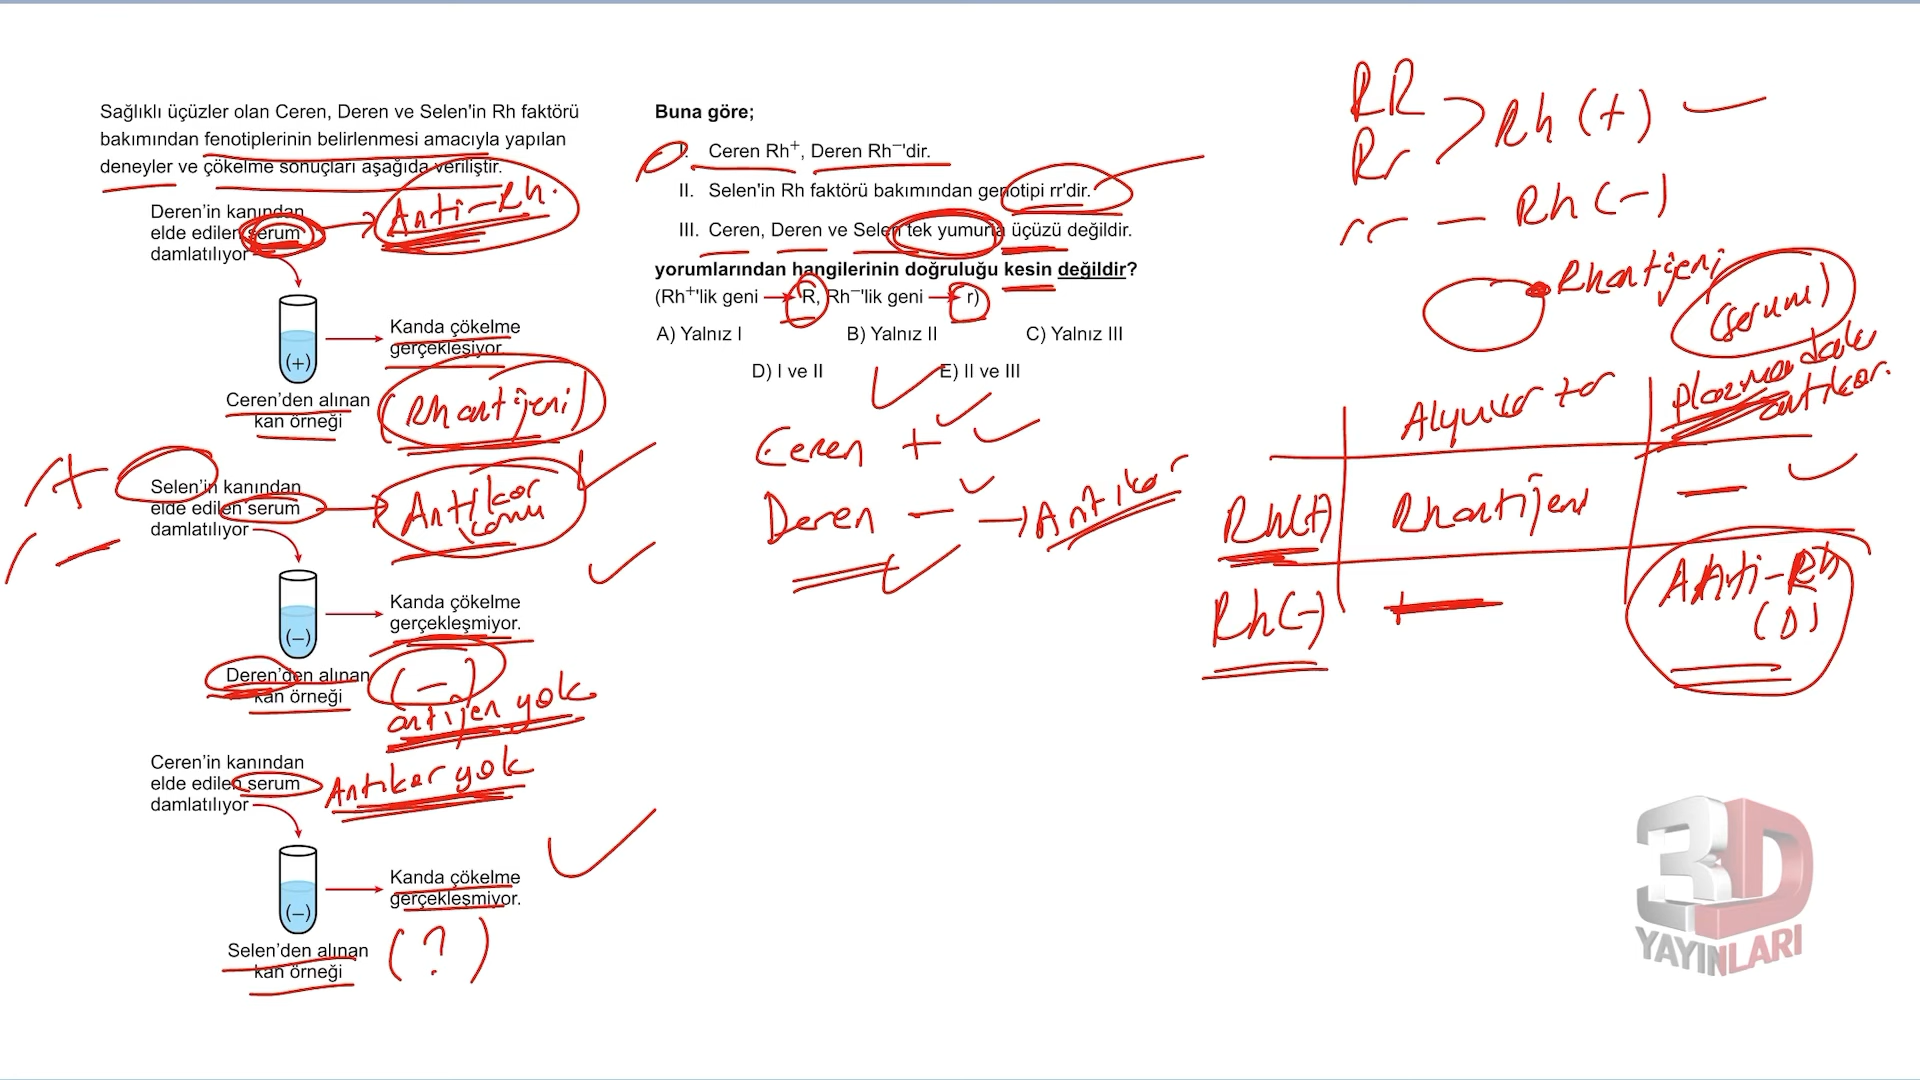 Sağlıklı üçüzler olan Ceren, Deren ve Selen'in Rh faktörü
bakımından fenotiplerinin belirlenmesi amacıyla yapılan
deneyler ve çökelme sonuçları aşağıda veriliştir.
Deren'in kanından
elde edilen serum
damlatılıyor
Anti-Rh.
(+)
Kanda çökelme
gerçekleşiyor.
Ceren'den alınan
kan örneği
(Rh antijeni)
+
-
Selen'in kanından
elde edilen serum
damlatılıyor
Antikor
(–)
Kanda çökelme
gerçekleşmiyor.
Deren'den alınan
kan örneği
(-)
antijen yok
Ceren'in kanından
elde edilen serum
damlatılıyor
Antikor yok
(–)
Kanda çökelme
gerçekleşmiyor.
Selen'den alınan
kan örneği
(?)
Buna göre;
I. Ceren Rh⁺, Deren Rh⁻'dir.
II. Selen'in Rh faktörü bakımından genotipi rr'dir.
III. Ceren, Deren ve Selen tek yumurta üçüzü değildir.
yorumlarından hangilerinin doğruluğu kesin değildir?
(Rh⁺'lik geni → R, Rh⁻'lik geni → r)
A) Yalnız I B) Yalnız II C) Yalnız III
D) I ve II E) II ve III
Ceren +
Deren - → Antikor
RR
Rr > Rh (+)
rr - Rh (-)
Rh antijeni
(serum)
Alyuvar
plazmadaki
antikor.
Rh(+) Rh antijeni -
Rh(-) - Anti-Rh
(D)
3D
YAYINLARI